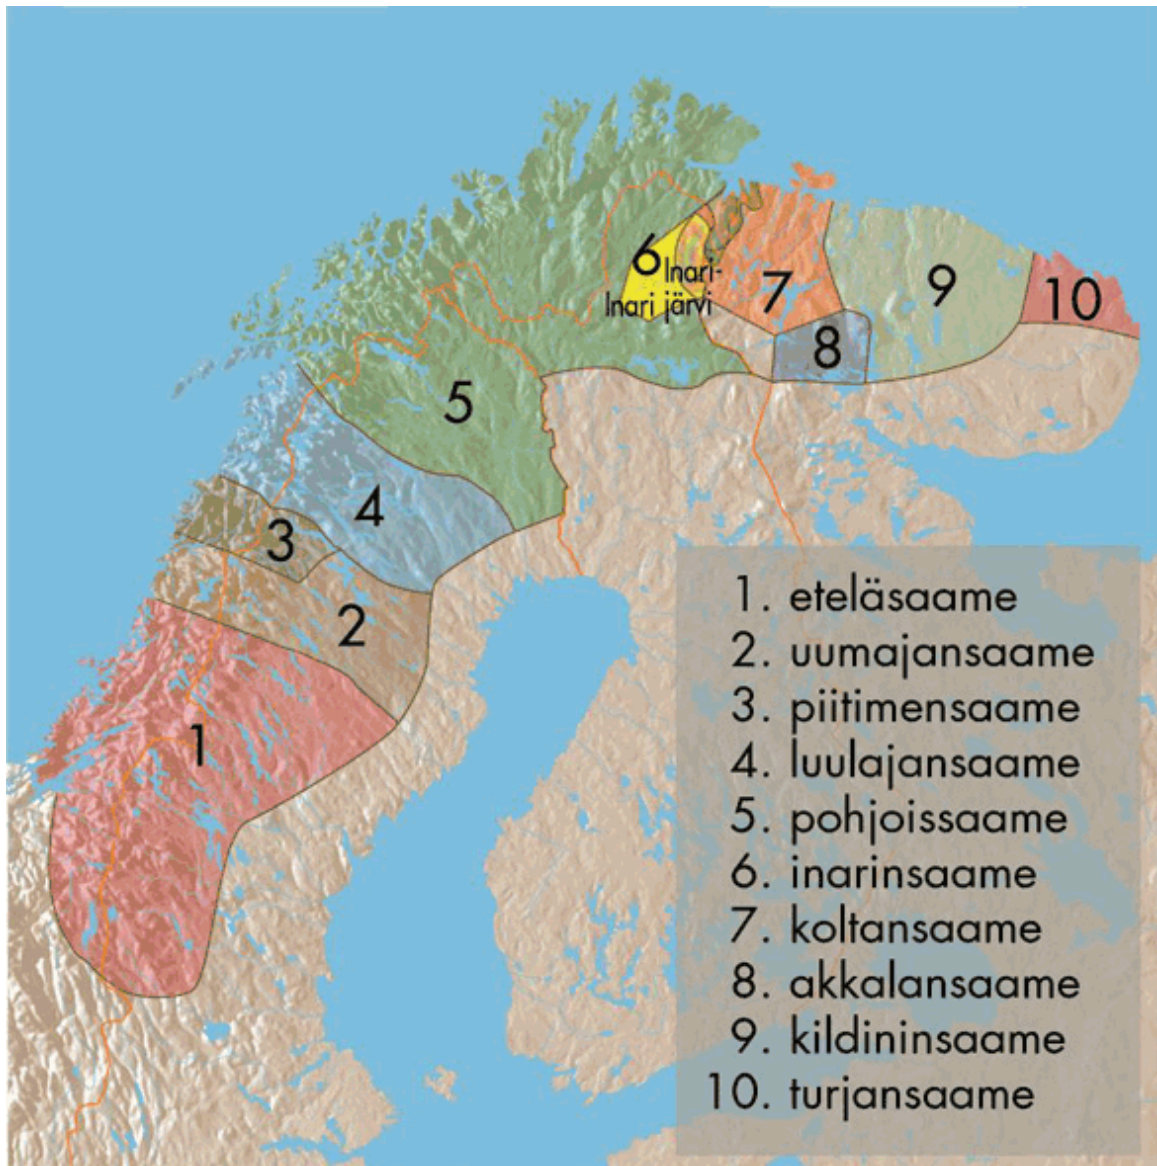 6 Inari-
Inari järvi
7
9
10
8
5
4
3
2
1
1. eteläsaame
2. uumajansaame
3. piitimensaame
4. luulajansaame
5. pohjoissaame
6. inarinsaame
7. koltansaame
8. akkalansaame
9. kildininsaame
10. turjansaame